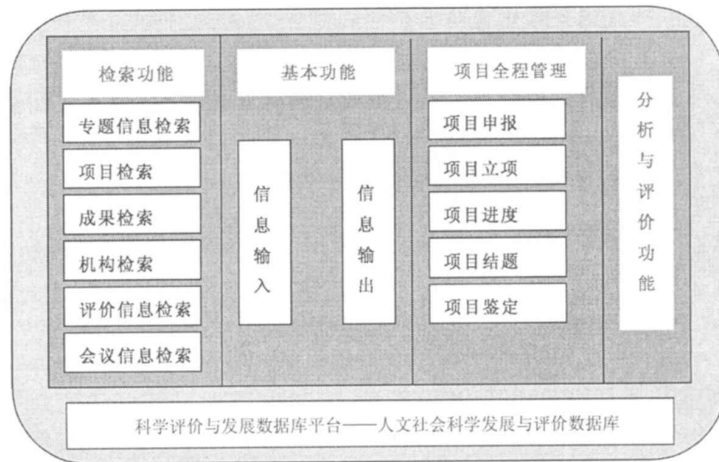 检索功能
专题信息检索
项目检索
成果检索
机构检索
评价信息检索
会议信息检索
基本功能
信息输入
信息输出
项目全程管理
项目申报
项目立项
项目进度
项目结题
项目鉴定
分析与评价功能
科学评价与发展数据库平台——人文社会科学发展与评价数据库